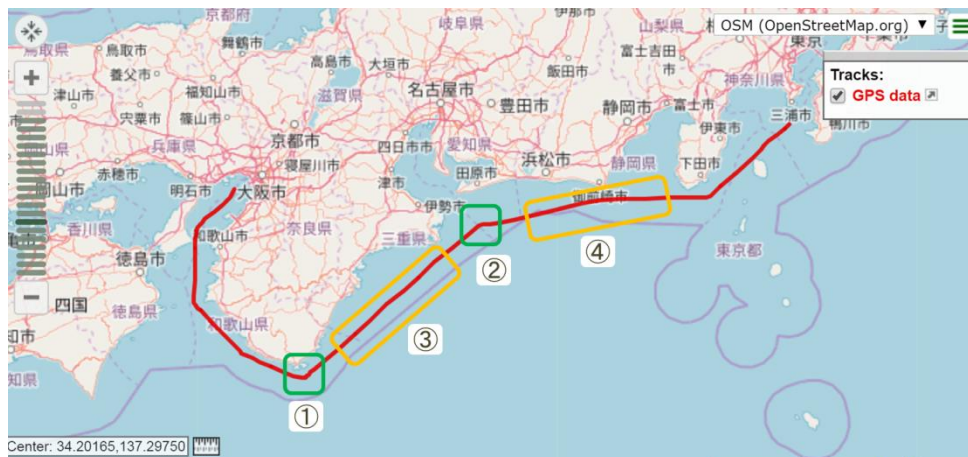 京都府
岐阜県
伊那市
山梨県
OSM (OpenStreetMap.org) ▼
東京
鳥取県
鳥取市
舞鶴市
高島市
大垣市
飯田市
富士吉田市
神奈川県
Tracks:
GPS data
養父市
福知山市
滋賀県
名古屋市
豊田市
静岡市
富士市
三浦市
鴨川市
津山市
宍粟市
篠山市
京都市
四日市市
愛知県
浜松市
静岡県
伊東市
兵庫県
寝屋川市
津市
田原市
下田市
岡山市
赤穂市
明石市
大阪市
伊勢市
御前崎市
香川県
和歌山市
奈良県
三重県
②
④
東京都
徳島市
四国
徳島県
和歌山県
③
①
Center: 34.20165,137.29750